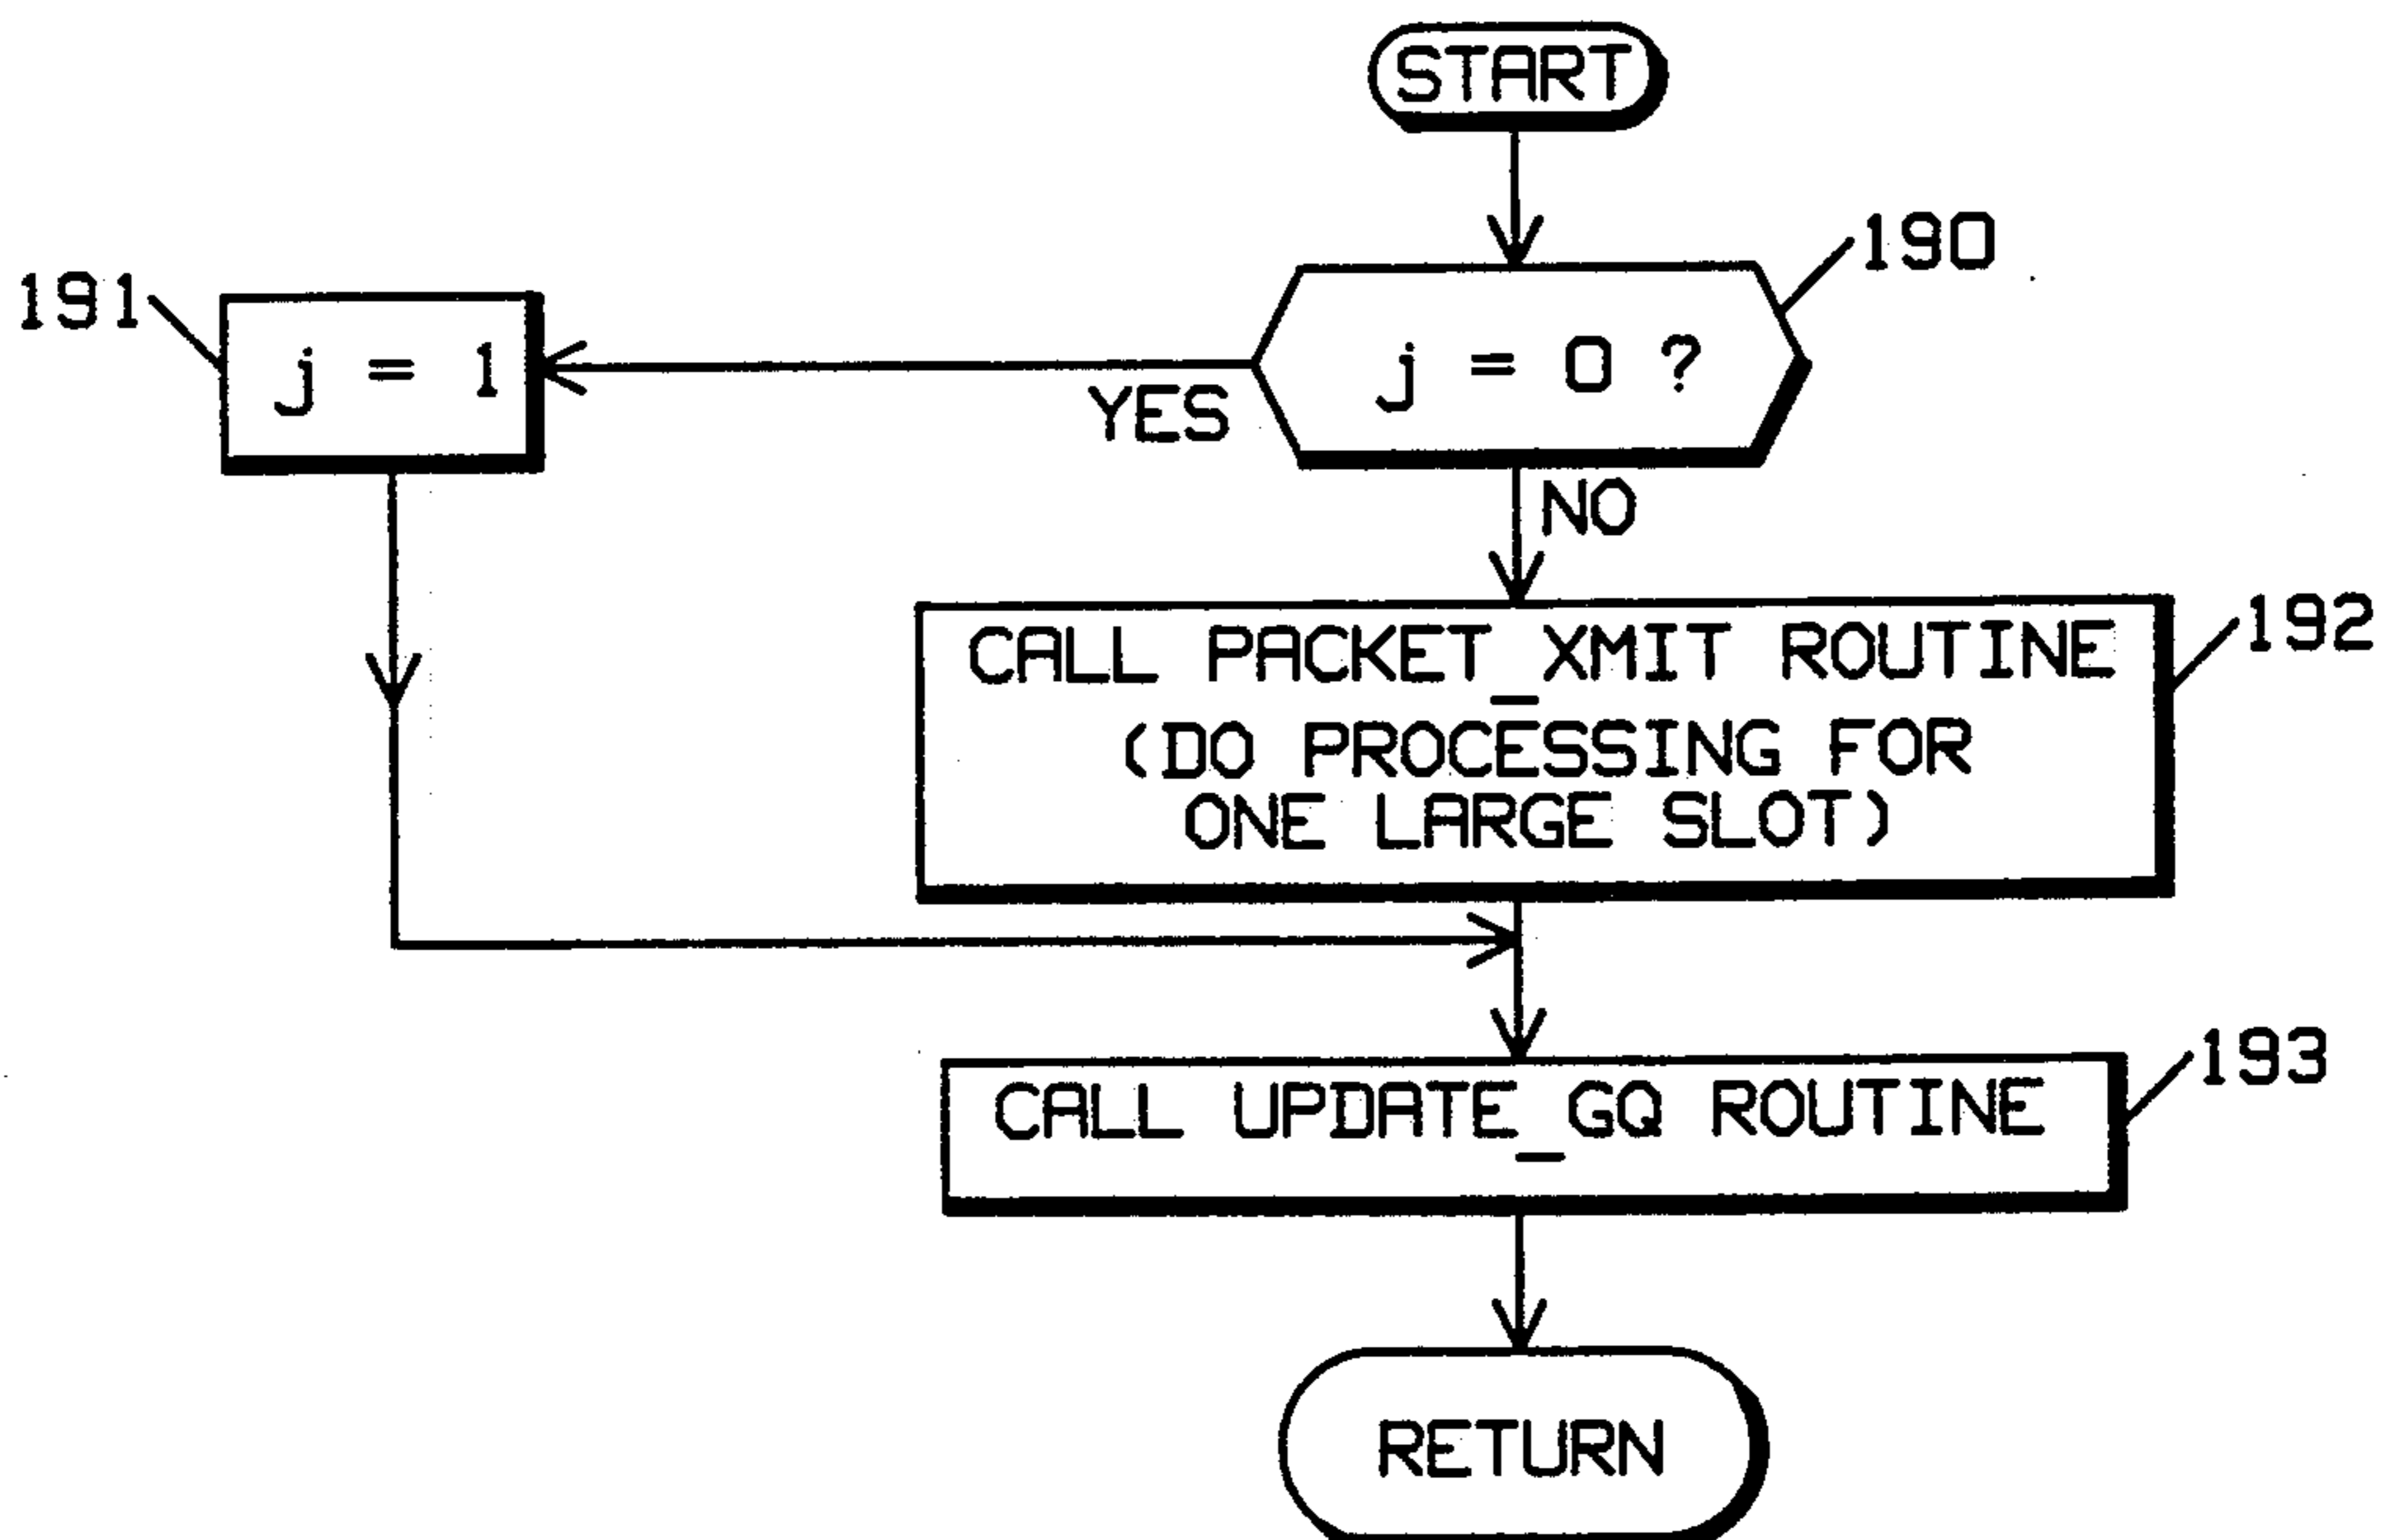 START
190
191
j = 1
j = 0 ?
YES
NO
192
CALL PACKET_XMIT ROUTINE
(DO PROCESSING FOR
ONE LARGE SLOT)
193
CALL UPDATE_GQ ROUTINE
RETURN